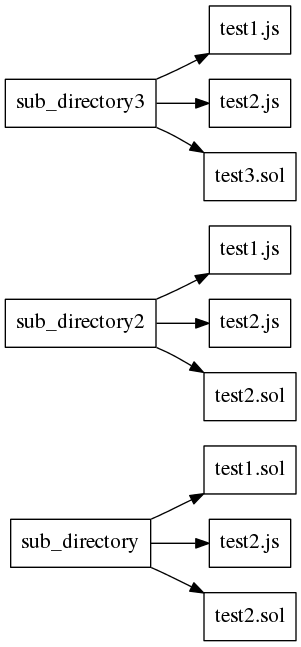 sub_directory3
test1.js
test2.js
test3.sol
sub_directory2
test1.js
test2.js
test2.sol
sub_directory
test1.sol
test2.js
test2.sol